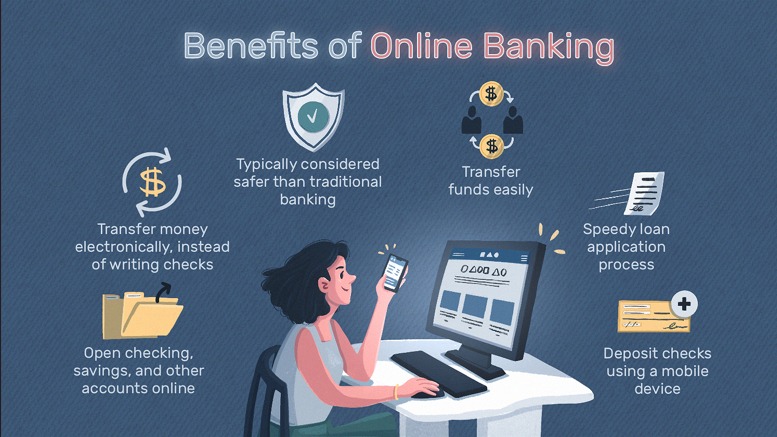 Benefits of Online Banking
Typically considered
safer than traditional
banking
Transfer
funds easily
Transfer money
electronically, instead
of writing checks
Speedy loan
application
process
Open checking,
savings, and other
accounts online
Deposit checks
using a mobile
device